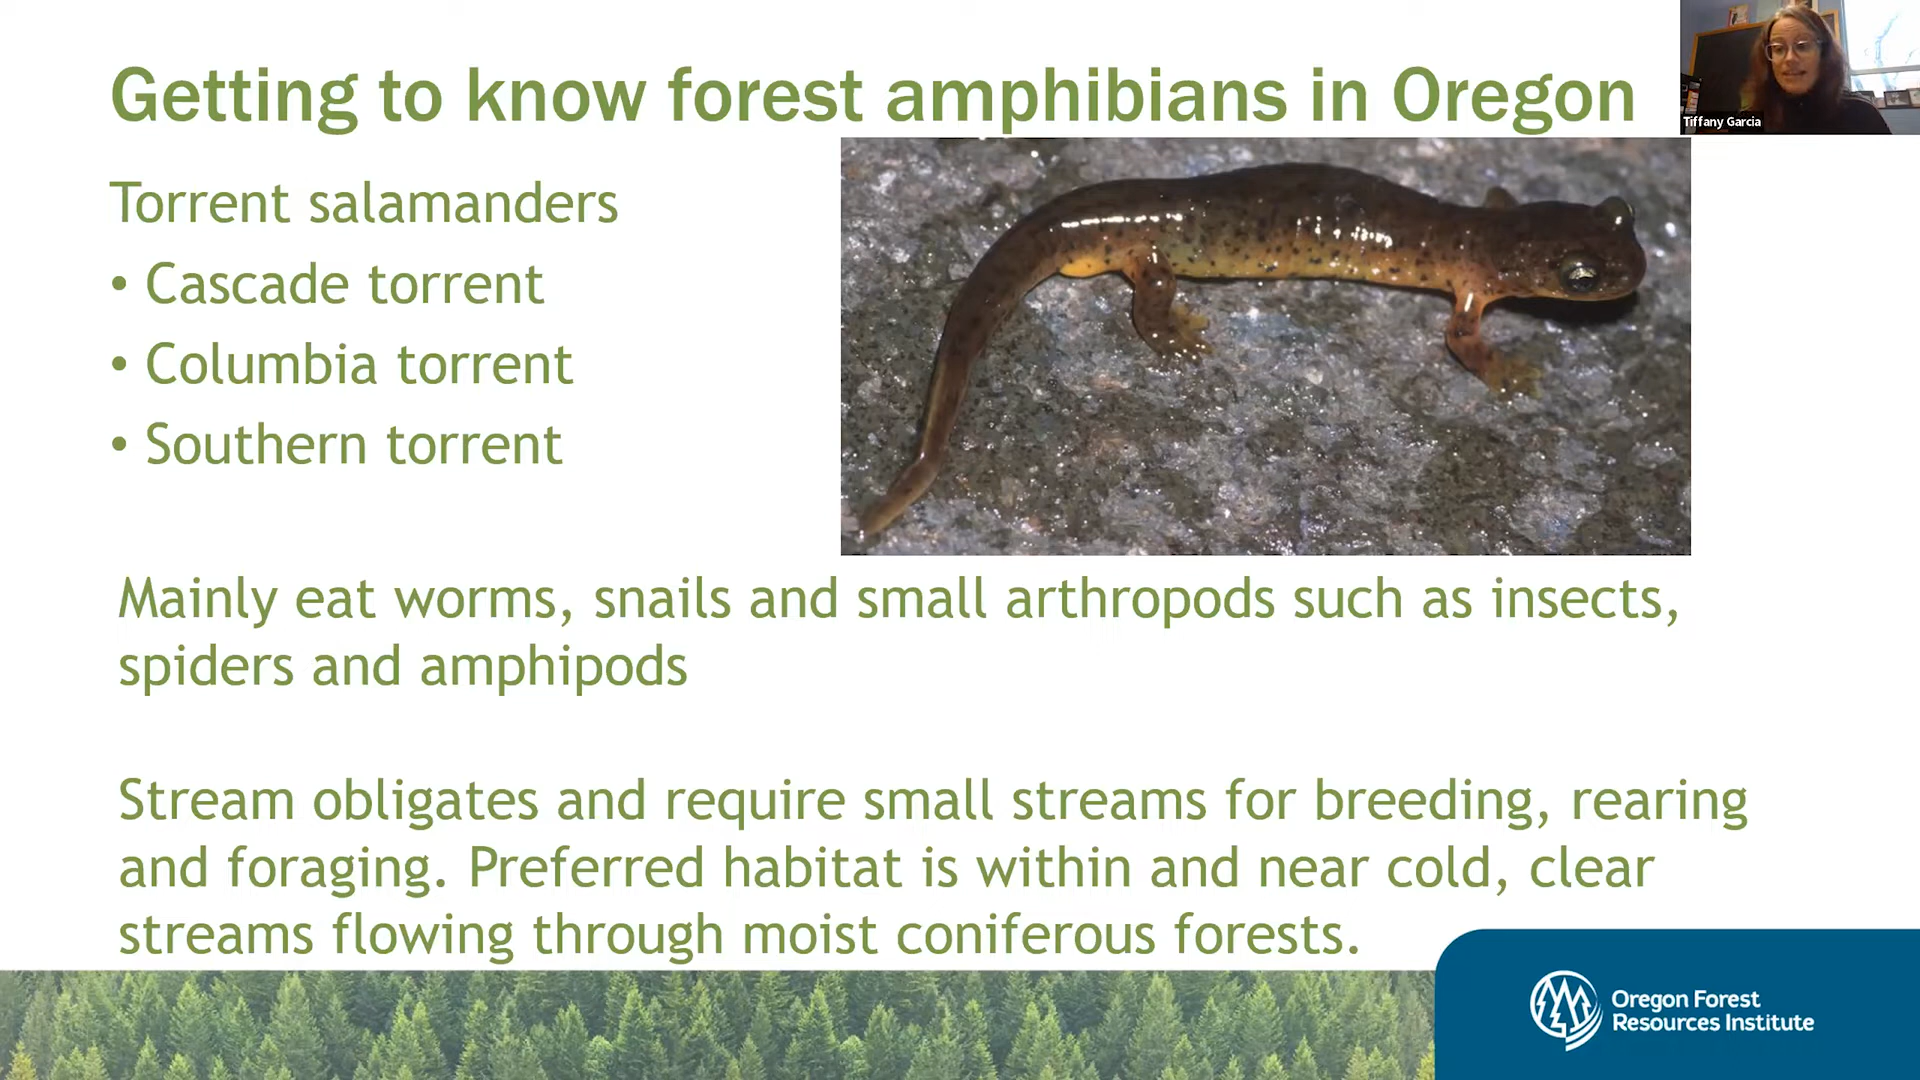 Getting to know forest amphibians in Oregon
Tiffany Garcia
Torrent salamanders
• Cascade torrent
• Columbia torrent
• Southern torrent
Mainly eat worms, snails and small arthropods such as insects,
spiders and amphipods
Stream obligates and require small streams for breeding, rearing
and foraging. Preferred habitat is within and near cold, clear
streams flowing through moist coniferous forests.
Oregon Forest
Resources Institute